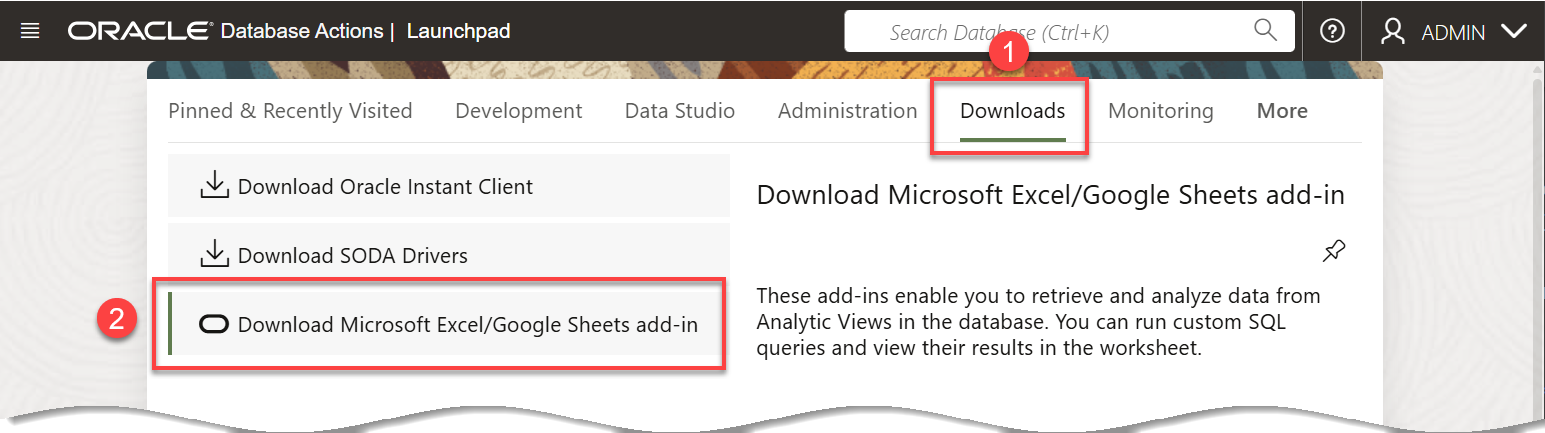 ORACLE Database Actions | Launchpad
Search Database (Ctrl+K)
ADMIN
1
Pinned & Recently Visited Development Data Studio Administration Downloads Monitoring More
Download Oracle Instant Client
Download SODA Drivers
2
Download Microsoft Excel/Google Sheets add-in
Download Microsoft Excel/Google Sheets add-in
These add-ins enable you to retrieve and analyze data from
Analytic Views in the database. You can run custom SQL
queries and view their results in the worksheet.